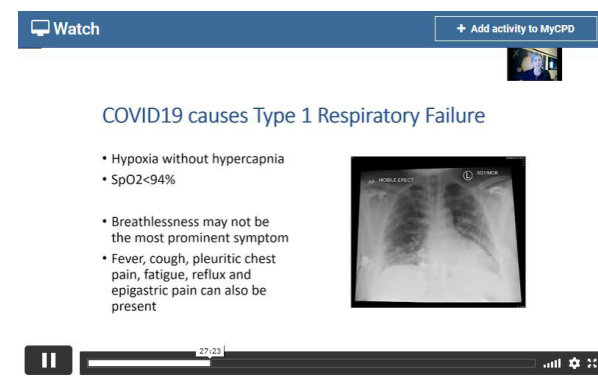 Watch
+ Add activity to MyCPD
COVID19 causes Type 1 Respiratory Failure
• Hypoxia without hypercapnia
• SpO2<94%
• Breathlessness may not be
the most prominent symptom
• Fever, cough, pleuritic chest
pain, fatigue, reflux and
epigastric pain can also be
present
MOBILE ERECT
L
27:23